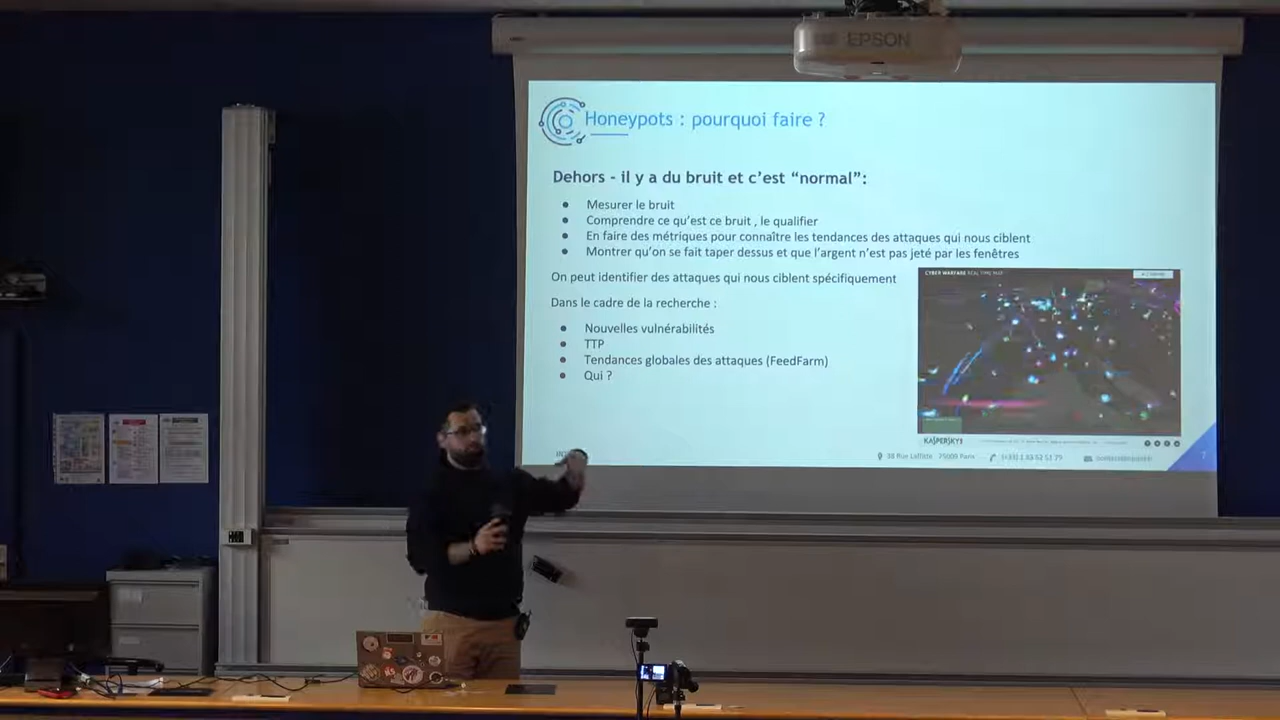 EPSON
Honeypots : pourquoi faire ?
Dehors - il y a du bruit et c'est “normal”:
● Mesurer le bruit
● Comprendre ce qu'est ce bruit , le qualifier
● En faire des métriques pour connaître les tendances des attaques qui nous ciblent
● Montrer qu'on se fait taper dessus et que l'argent n'est pas jeté par les fenêtres
On peut identifier des attaques qui nous ciblent spécifiquement
Dans le cadre de la recherche :
● Nouvelles vulnérabilités
● TTP
● Tendances globales des attaques (FeedFarm)
● Qui ?
CYBER WARFARE REAL TIME MAP
KASPERSKY
38 Rue Laffitte 75009 Paris
7